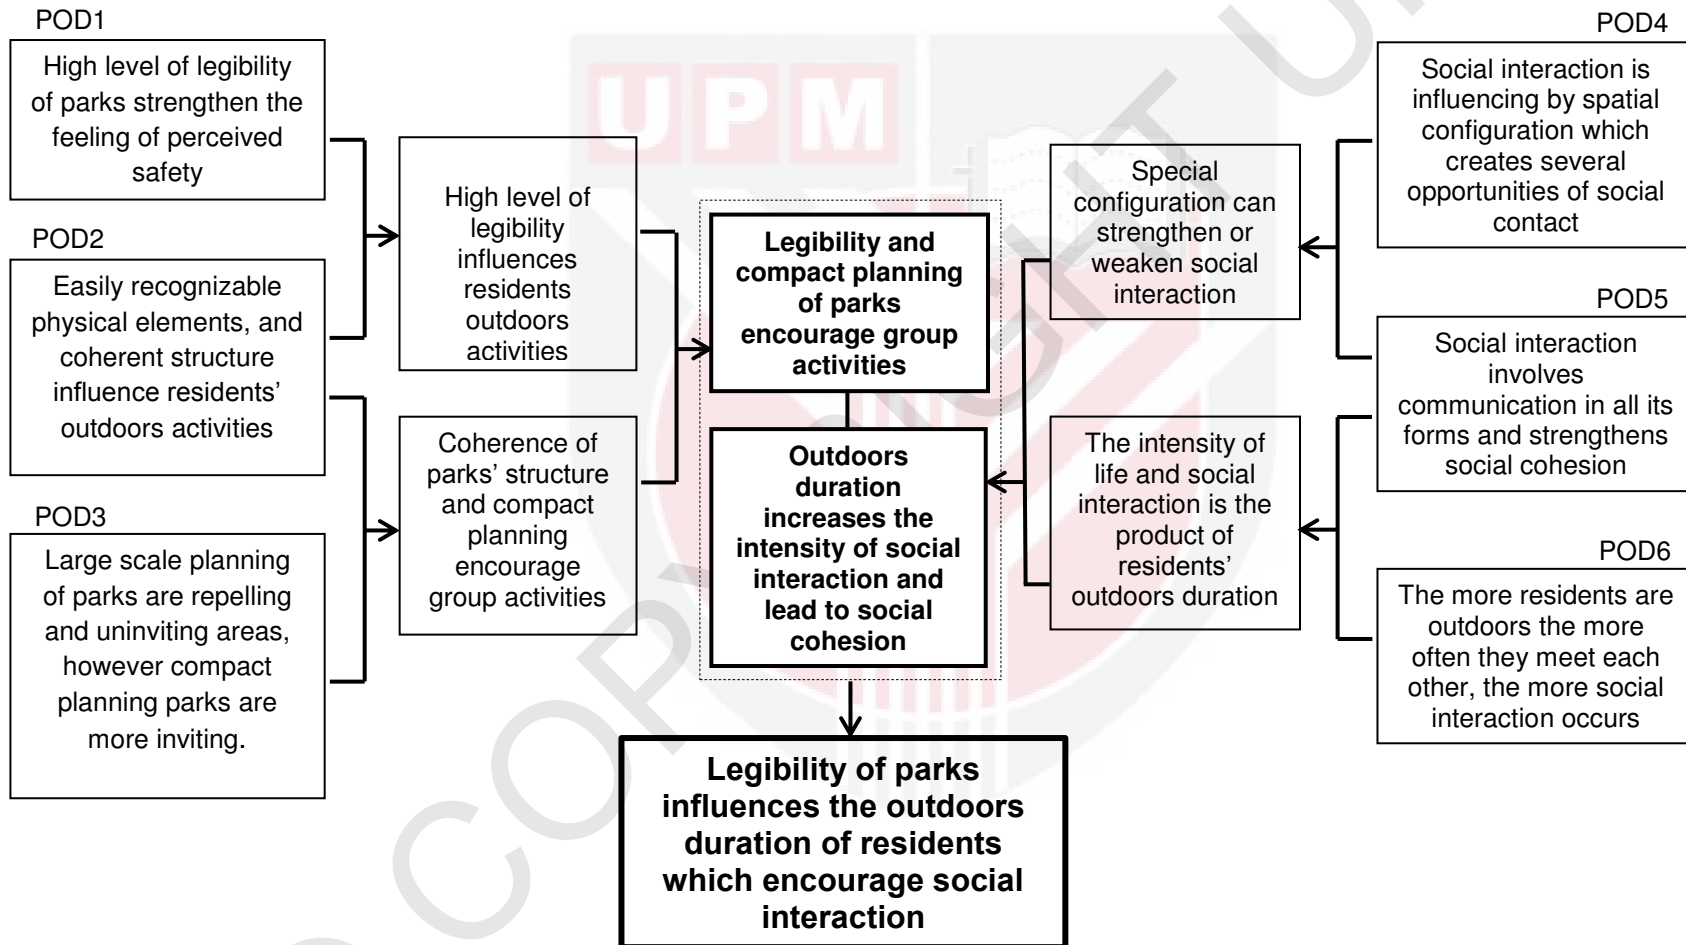 POD1
High level of legibility
of parks strengthen the
feeling of perceived
safety
POD2
Easily recognizable
physical elements, and
coherent structure
influence residents'
outdoors activities
POD3
Large scale planning
of parks are repelling
and uninviting areas,
however compact
planning parks are
more inviting.
High level of
legibility
influences
residents
outdoors
activities
Coherence of
parks' structure
and compact
planning
encourage
group activities
UPM
Legibility and
compact planning
of parks
encourage group
activities
Outdoors
duration
increases the
intensity of social
interaction and
lead to social
cohesion
Legibility of parks
influences the outdoors
duration of residents
which encourage social
interaction
Special
configuration can
strengthen or
weaken social
interaction
The intensity of
life and social
interaction is the
product of
residents'
outdoors duration
POD4
Social interaction is
influencing by spatial
configuration which
creates several
opportunities of social
contact
POD5
Social interaction
involves
communication in all its
forms and strengthens
social cohesion
POD6
The more residents are
outdoors the more
often they meet each
other, the more social
interaction occurs
COPYRIGHT U